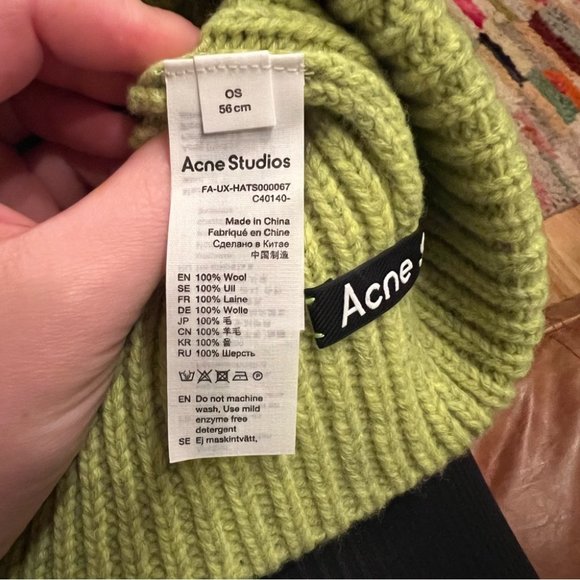 OS
56 cm
Acne Studios
FA-UX-HATS000067
C40140-
Made in China
Fabriqué en Chine
Сделано в Китае
中国制造
EN 100% Wool
SE 100% Ull
FR 100% Laine
DE 100% Wolle
JP 100% 毛
CN 100% 羊毛
KR 100% 울
RU 100% Шерсть
EN Do not machine
wash, Use mild
enzyme free
detergent
SE Ej maskintvätt,
Acne S